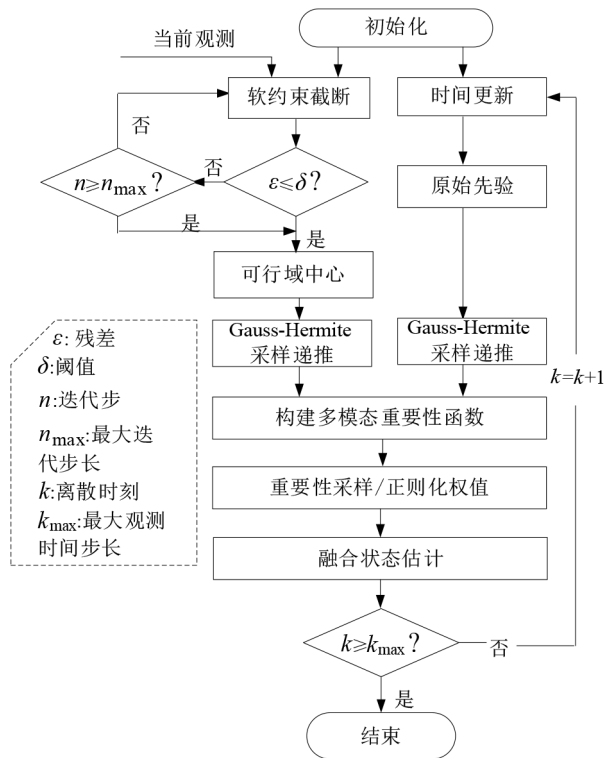 初始化
当前观测
软约束截断
时间更新
否
n≥nmax?
否
ε≤δ?
原始先验
是
是
可行域中心
Gauss-Hermite
采样递推
Gauss-Hermite
采样递推
k=k+1
ε: 残差
δ:阈值
n:迭代步
nmax:最大迭
代步长
k:离散时刻
kmax:最大观测
时间步长
构建多模态重要性函数
重要性采样/正则化权值
融合状态估计
k≥kmax?
否
是
结束